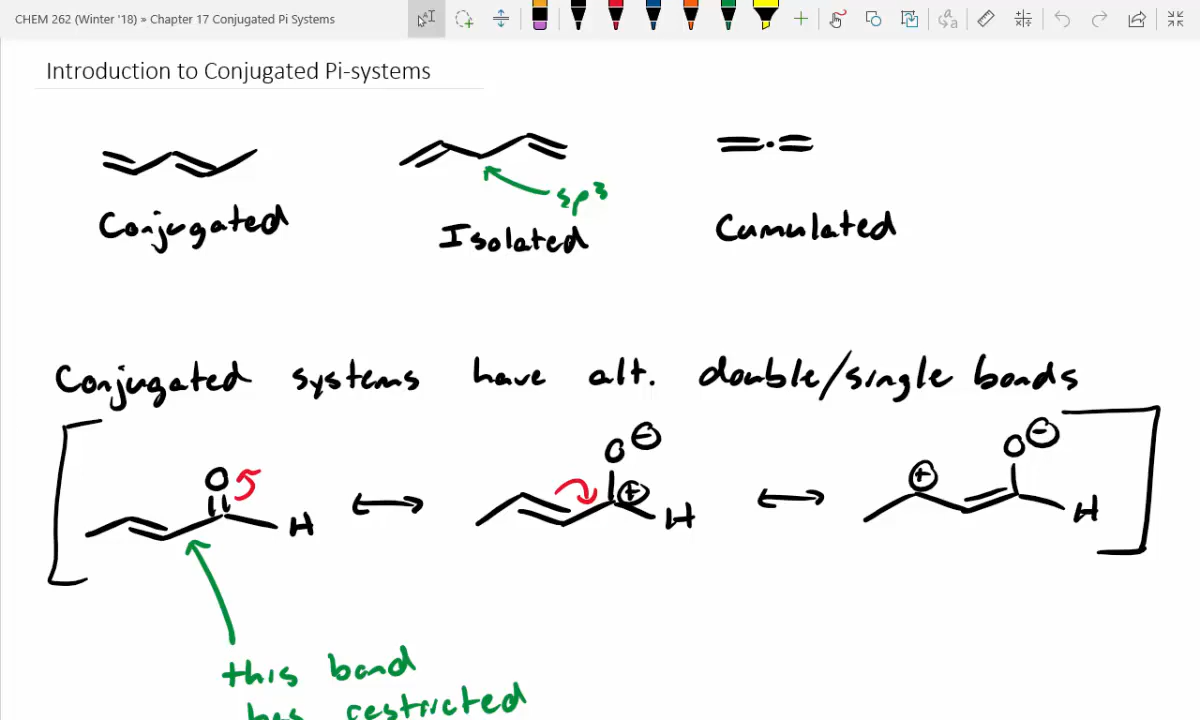 CHEM 262 (Winter '18) » Chapter 17 Conjugated Pi Systems
Introduction to Conjugated Pi-systems
sp³
Conjugated
Isolated
Cumulated
Conjugated systems have alt. double/single bonds
O ⊖ O ⊖
O ⊕ ⊕
H H H
this bond
has restricted